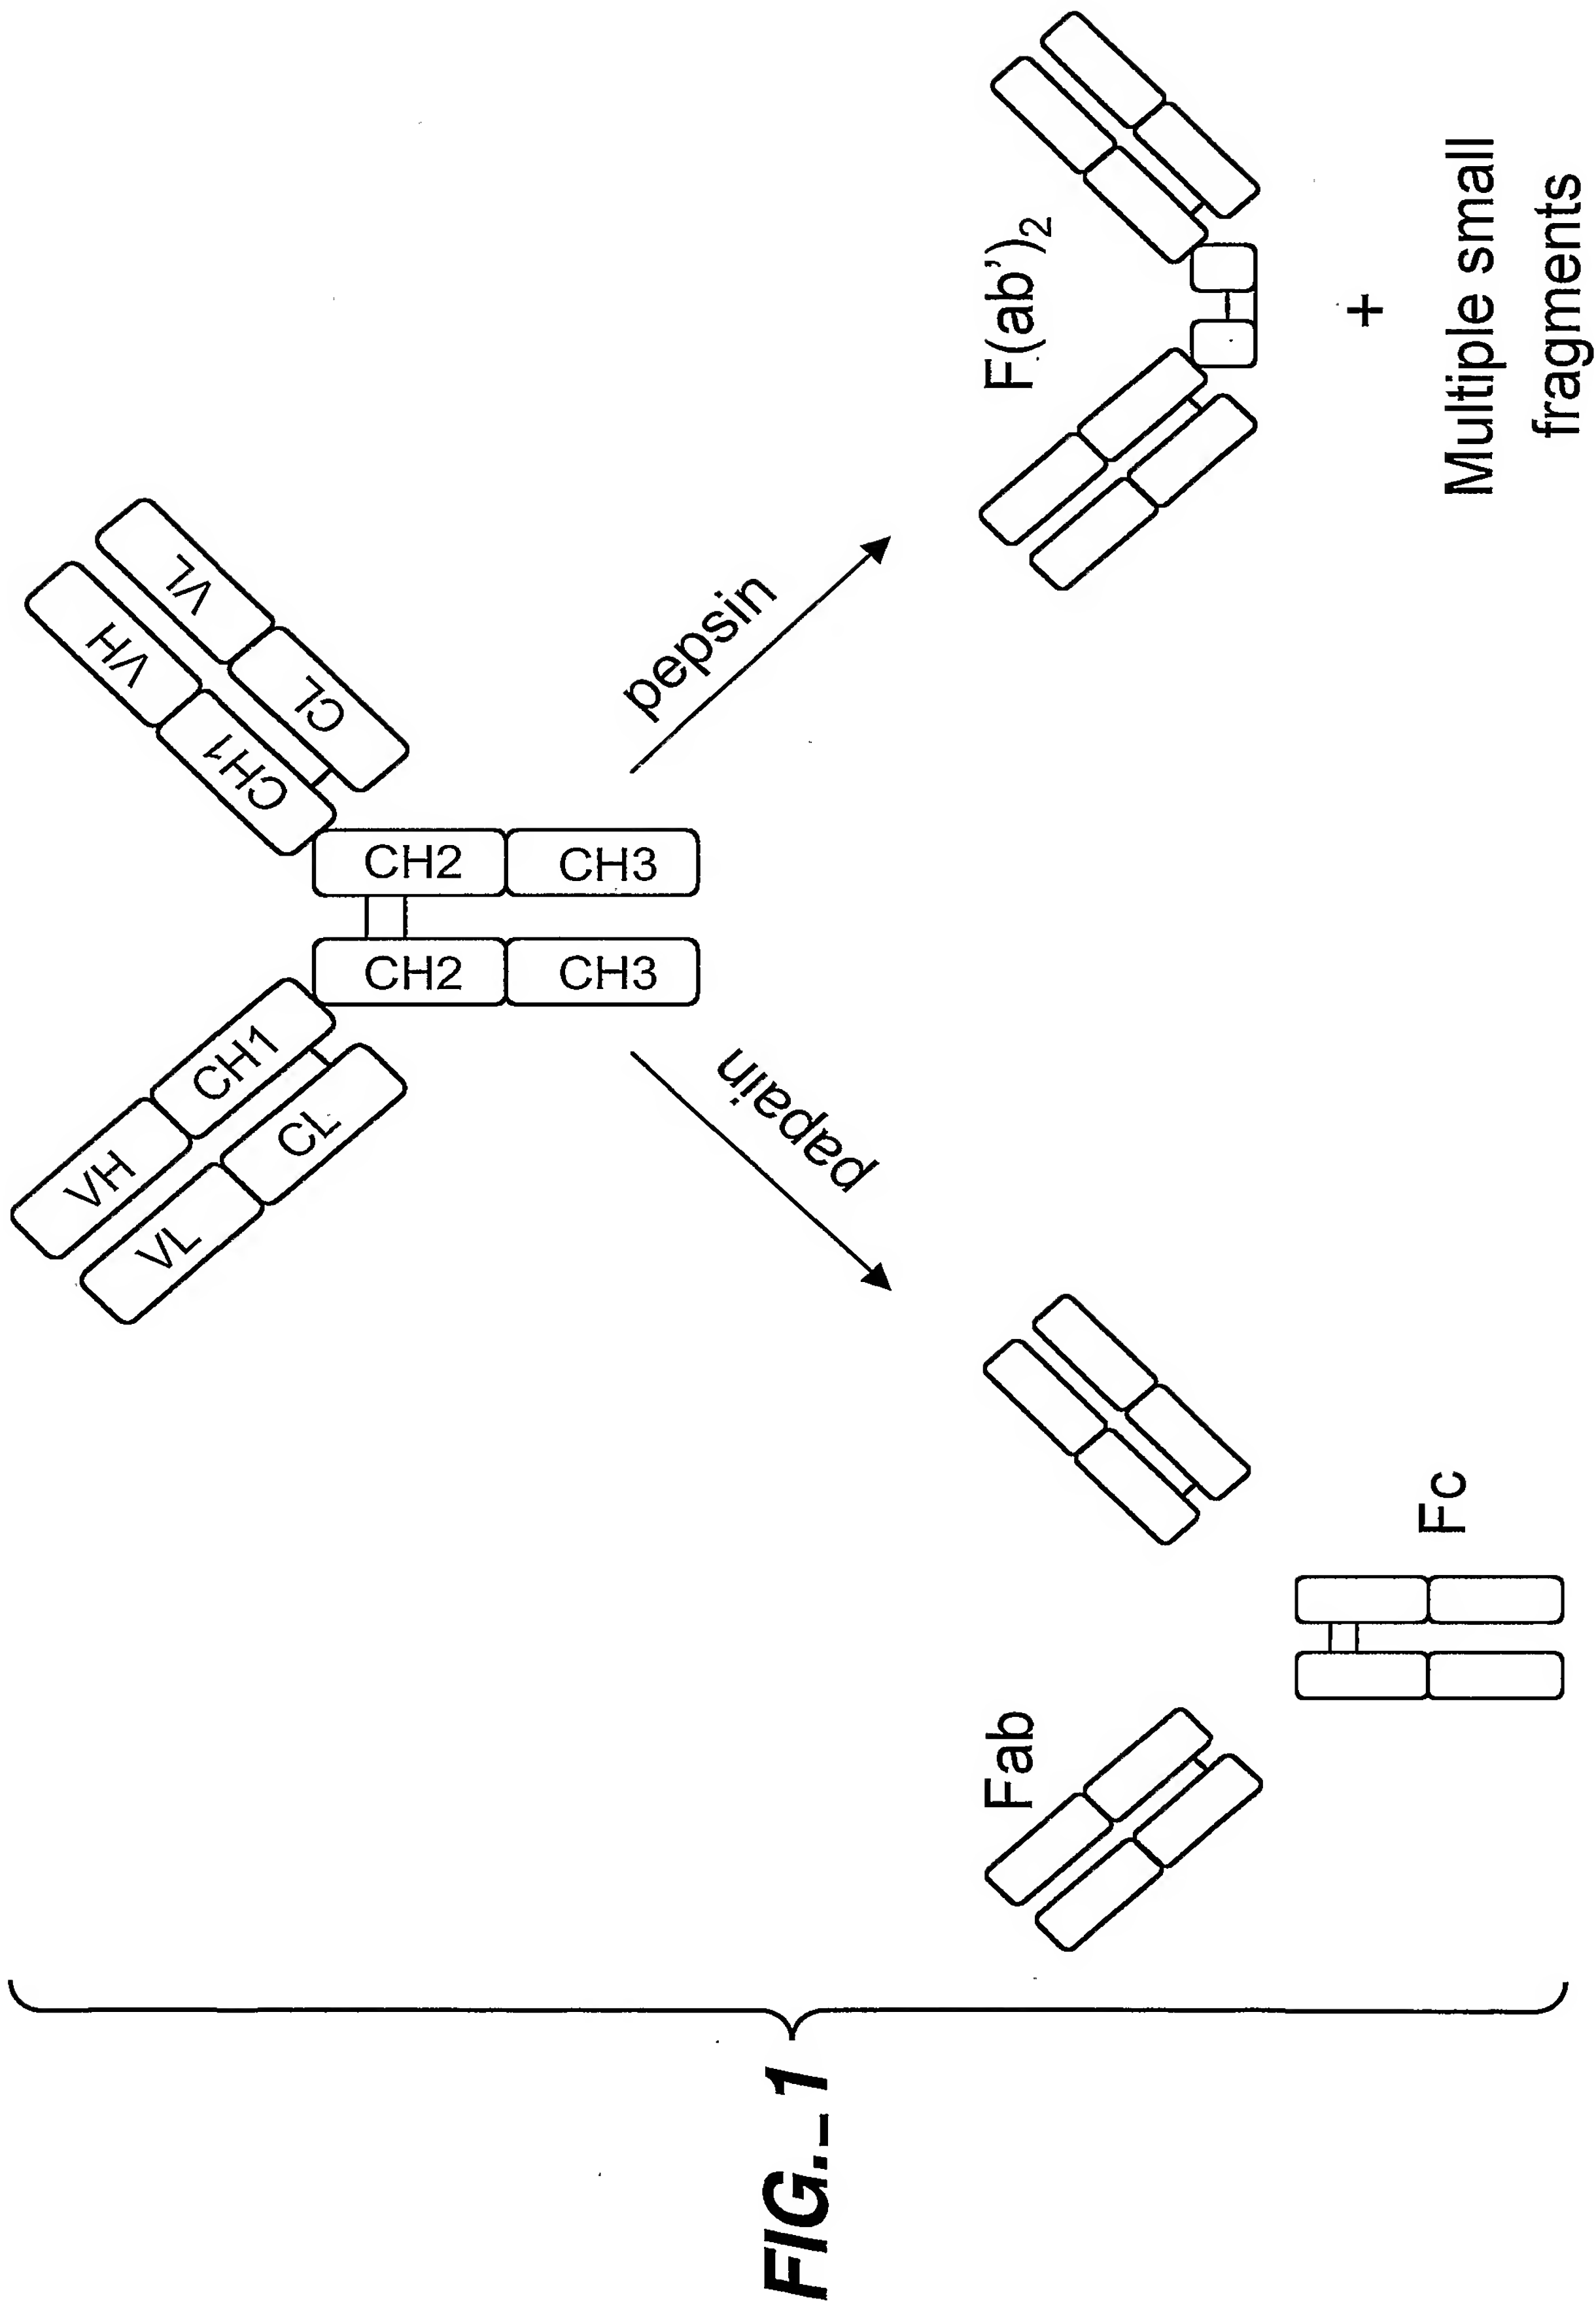 VH
VH
VL
VL
CH1
CH1
CL
CL
CH2
CH2
CH3
CH3
papain
pepsin
Fab
Fc
F(ab')2
+
Multiple small
fragments
FIG._1